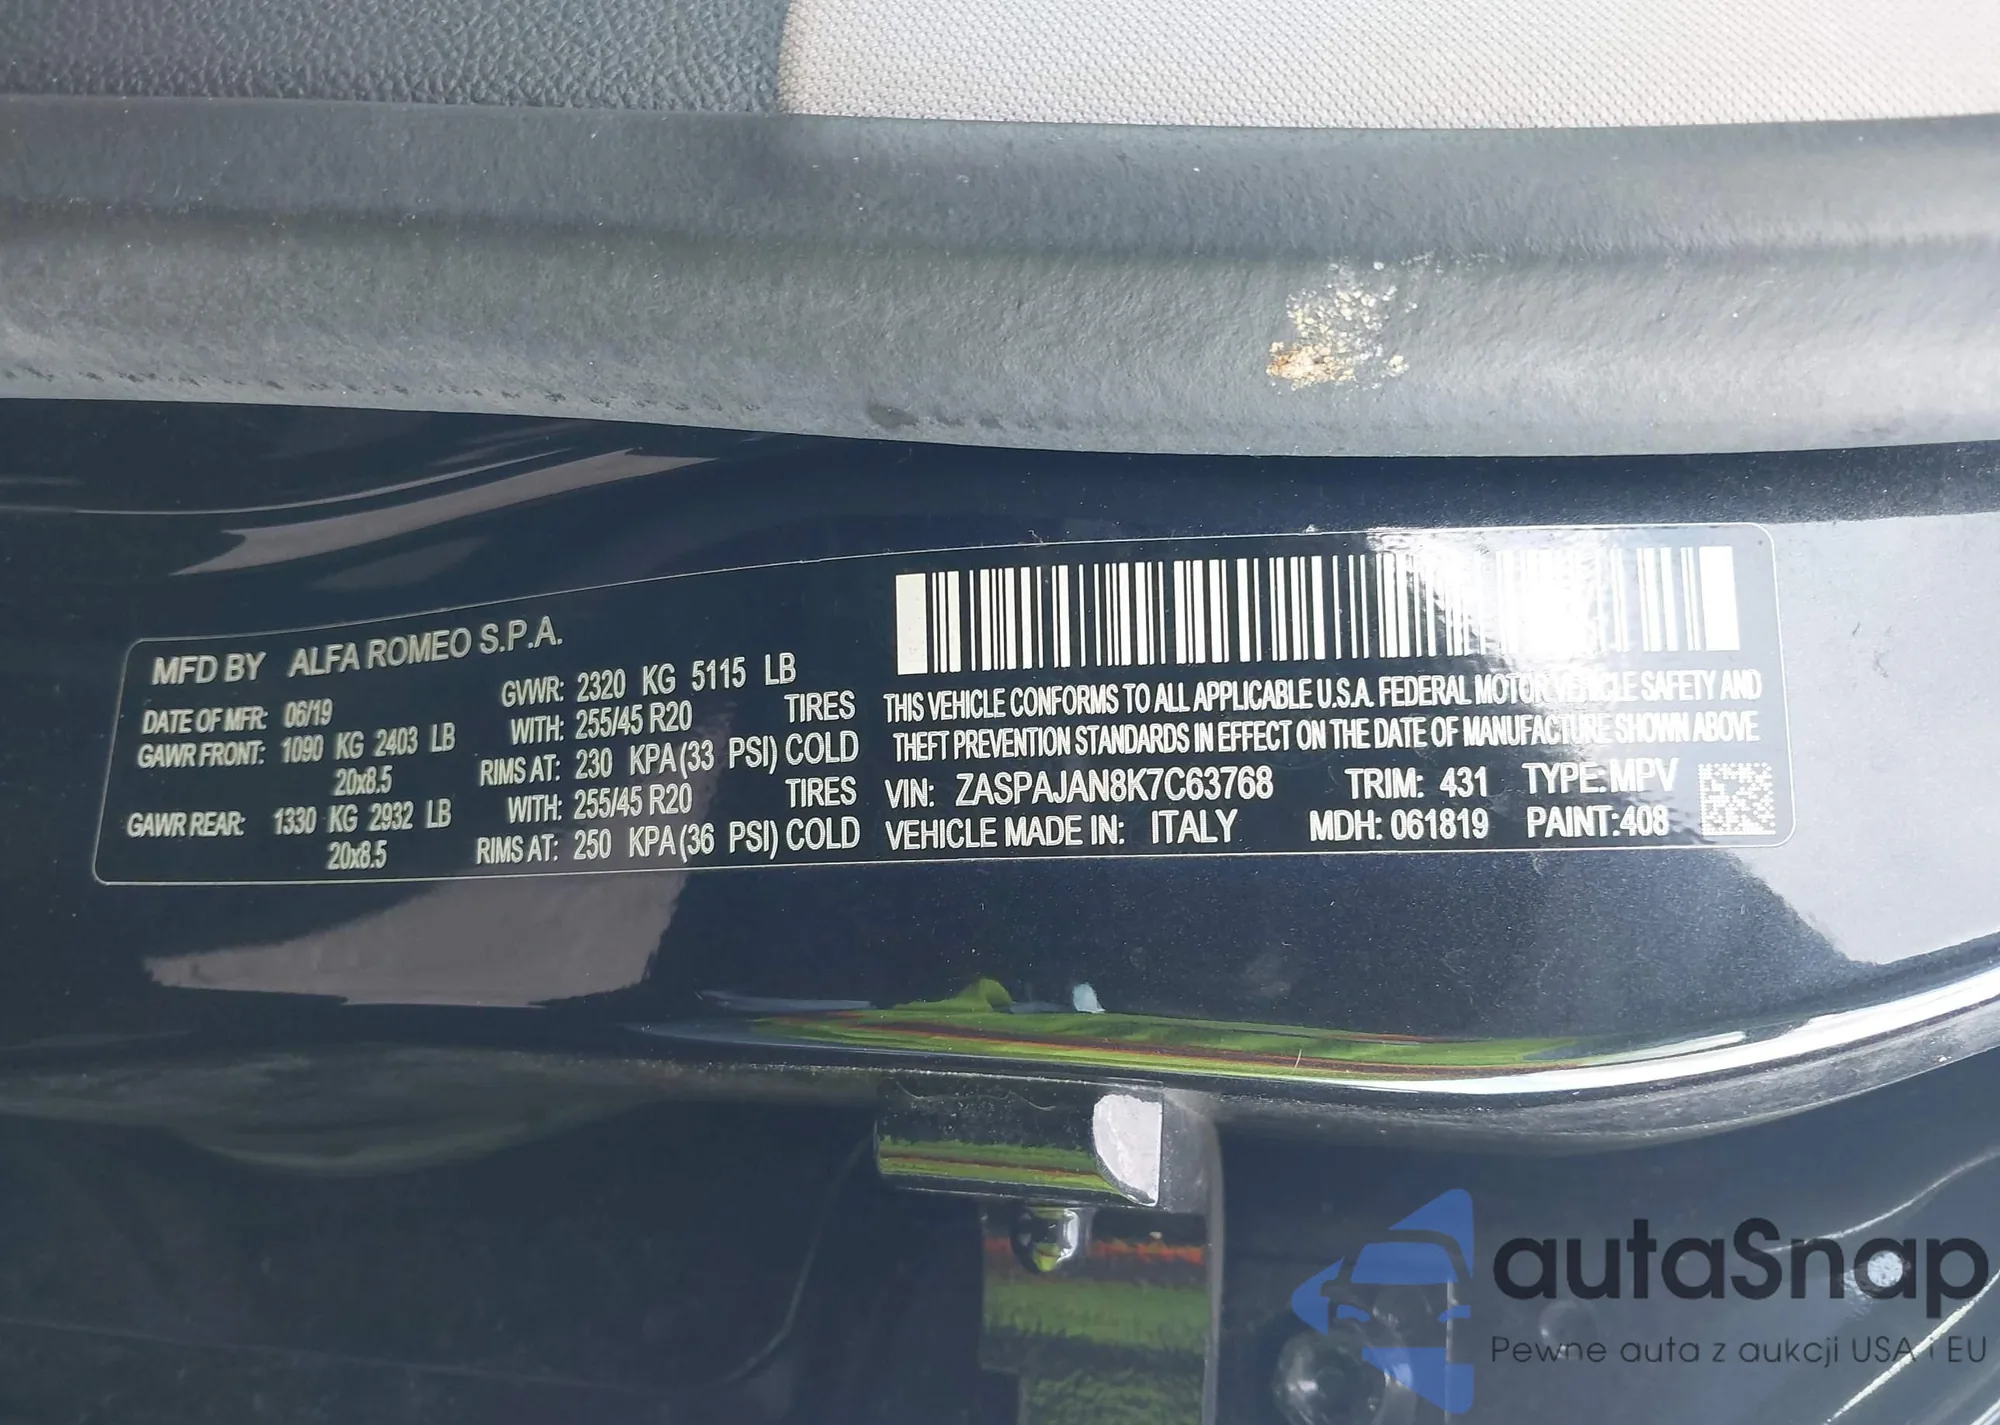 MFD BY ALFA ROMEO S.P.A.
DATE OF MFR: 06/19 GVWR: 2320 KG 5115 LB
GAWR FRONT: 1090 KG 2403 LB WITH: 255/45 R20 TIRES
20x8.5 RIMS AT: 230 KPA(33 PSI) COLD
GAWR REAR: 1330 KG 2932 LB WITH: 255/45 R20 TIRES
20x8.5 RIMS AT: 250 KPA(36 PSI) COLD
THIS VEHICLE CONFORMS TO ALL APPLICABLE U.S.A. FEDERAL MOTOR VEHICLE SAFETY AND
THEFT PREVENTION STANDARDS IN EFFECT ON THE DATE OF MANUFACTURE SHOWN ABOVE
VIN: ZASPAJAN8K7C63768 TRIM: 431 TYPE: MPV
VEHICLE MADE IN: ITALY MDH: 061819 PAINT:408
autaSnap
Pewne auta z aukcji USA i EU